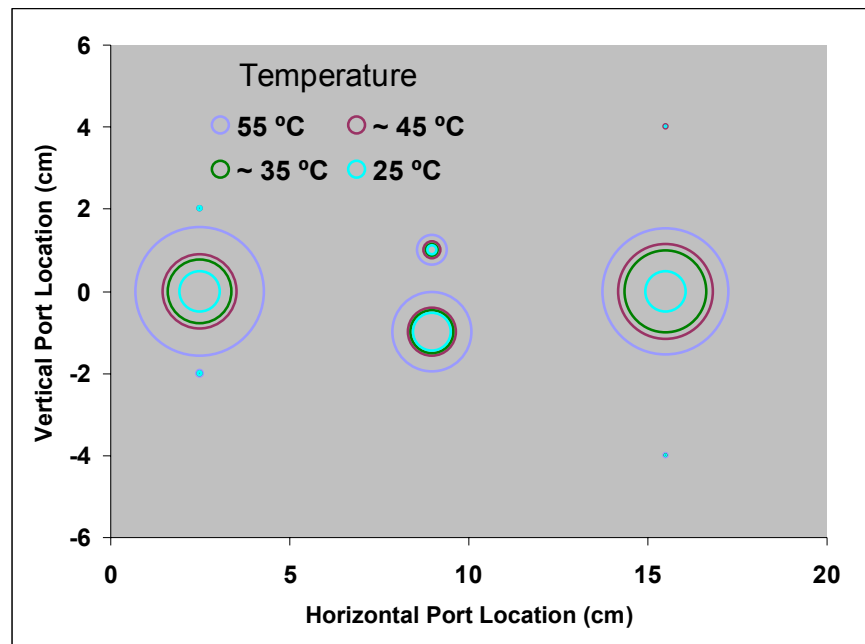 Temperature
55 ºC ~ 45 ºC
~ 35 ºC 25 ºC
6
4
2
0
-2
-4
-6
Vertical Port Location (cm)
0 5 10 15 20
Horizontal Port Location (cm)